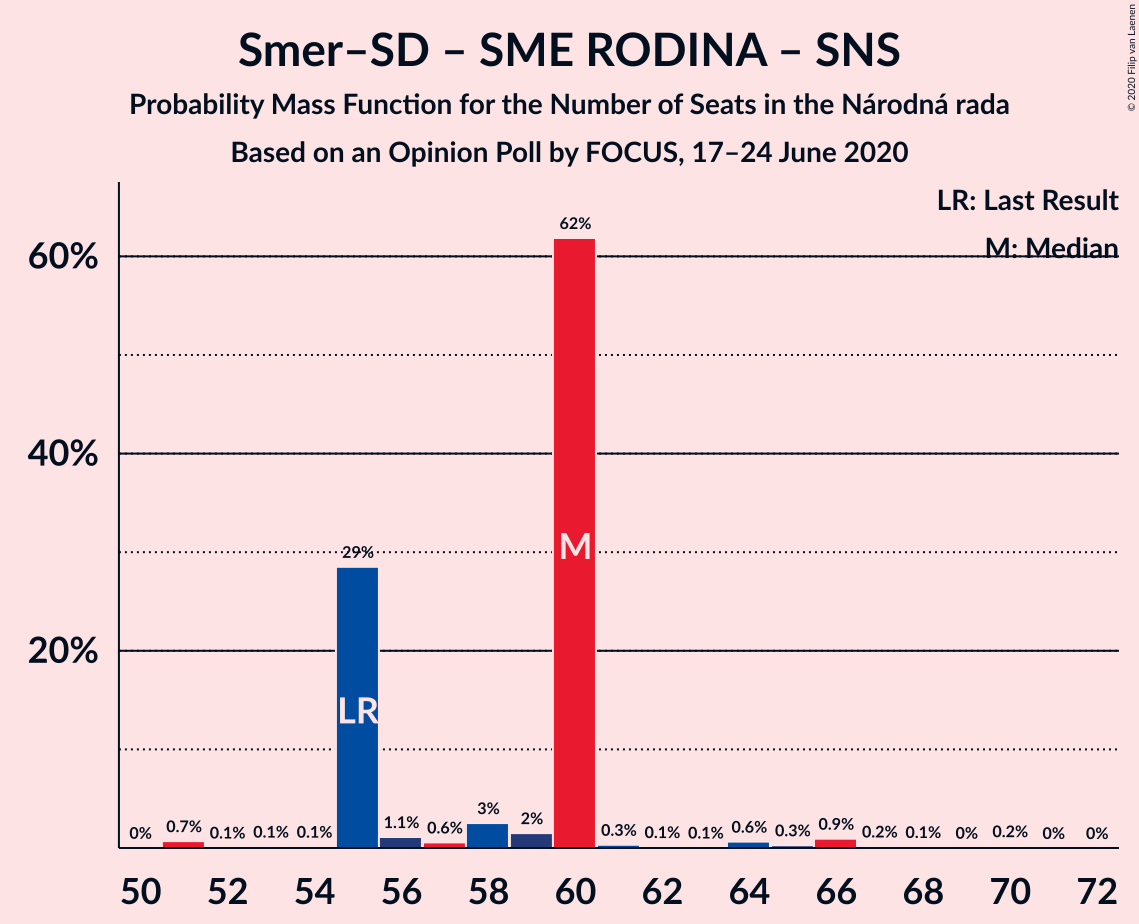 Smer–SD – SME RODINA – SNS
Probability Mass Function for the Number of Seats in the Národná rada
Based on an Opinion Poll by FOCUS, 17–24 June 2020
© 2020 Filip van Laenen
LR: Last Result
M: Median
60%
40%
20%
0%
0.7%
0.1%
0.1%
0.1%
29%
1.1%
0.6%
3%
2%
62%
0.3%
0.1%
0.1%
0.6%
0.3%
0.9%
0.2%
0.1%
0%
0.2%
0%
0%
LR
M
50 52 54 56 58 60 62 64 66 68 70 72